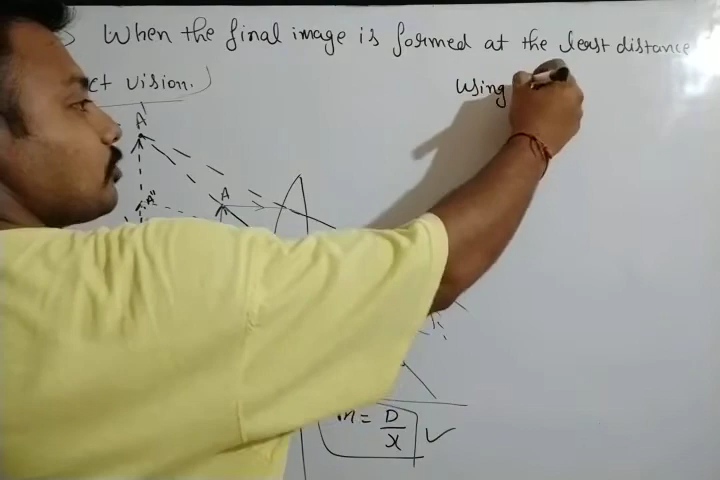 When the final image is formed at the least distance
ct vision.)
Using
A'
A"
A
m = D/x ✓